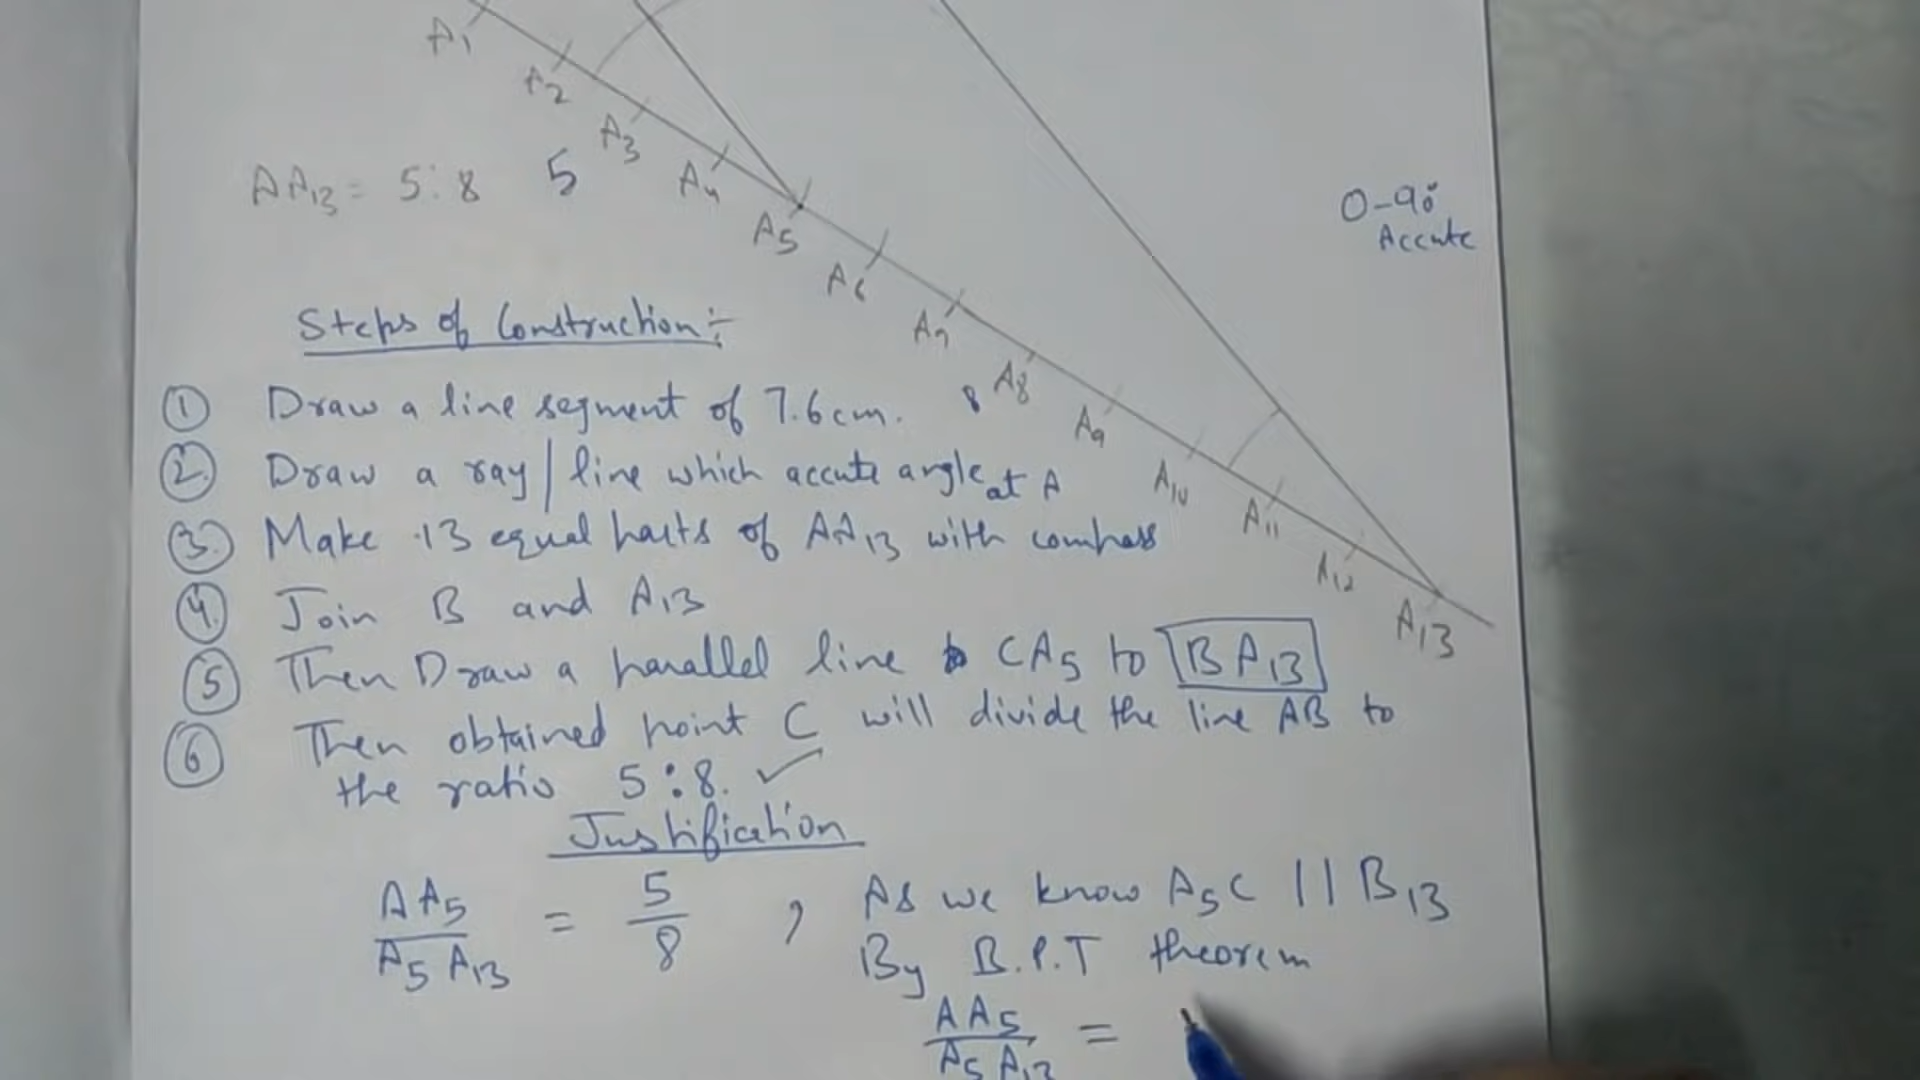 A₁
A₂
A₃
A₄
A₅
A₆
A₇
A₈
A₉
A₁₀
A₁₁
A₁₂
A₁₃
AA₁₃ = 5:8
5
8
0-90°
Accute
Steps of Construction:-
① Draw a line segment of 7.6cm.
② Draw a ray/line which accute angle at A
③ Make 13 equal parts of AA₁₃ with compass
④ Join B and A₁₃
⑤ Then Draw a parallel line CA₅ to BA₁₃
⑥ Then obtained point C will divide the line AB to
the ratio 5:8. ✓
Justification
AA₅/A₅A₁₃ = 5/8 , As we know A₅C || B₁₃
By B.P.T theorem
AA₅/A₅A₁₃ =